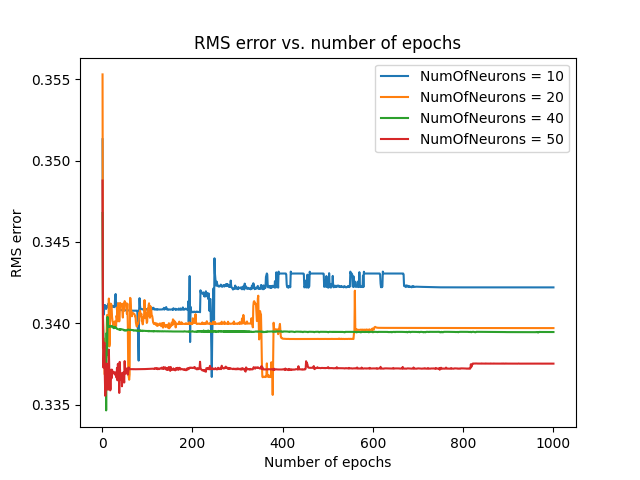 RMS error vs. number of epochs
NumOfNeurons = 10
NumOfNeurons = 20
NumOfNeurons = 40
NumOfNeurons = 50
RMS error
0.355
0.350
0.345
0.340
0.335
0 200 400 600 800 1000
Number of epochs